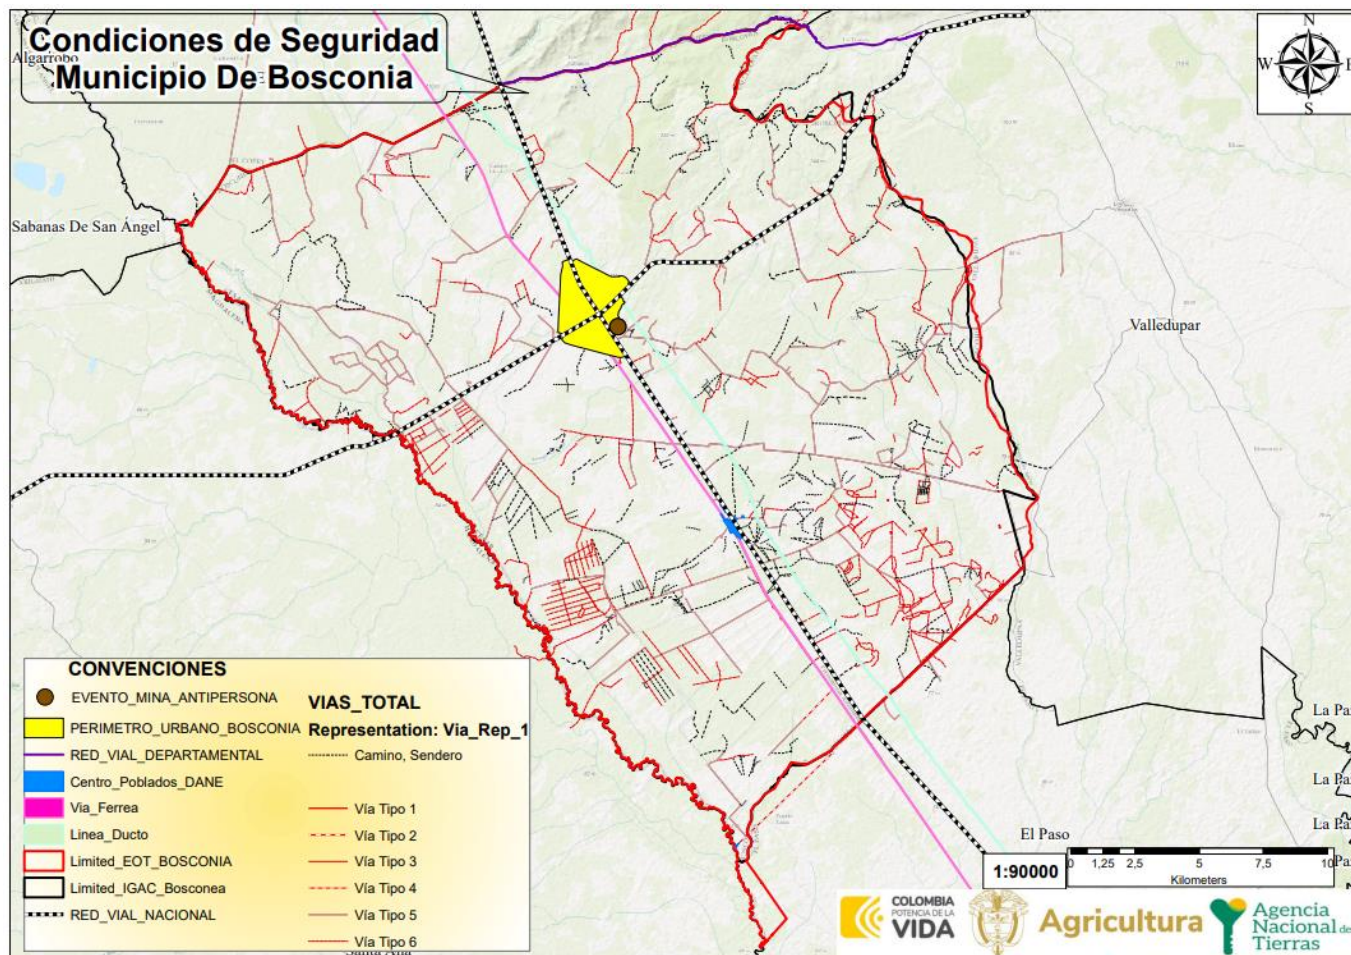 Condiciones de Seguridad
Municipio De Bosconia
Algarrobo
N
W
E
S
Sabanas De San Ángel
Valledupar
La Pa
La Pa
La Pa
El Paso
CONVENCIONES
EVENTO_MINA_ANTIPERSONA
PERIMETRO_URBANO_BOSCONIA
RED_VIAL_DEPARTAMENTAL
Centro_Poblados_DANE
Via_Ferrea
Linea_Ducto
Limited_EOT_BOSCONIA
Limited_IGAC_Bosconea
RED_VIAL_NACIONAL
VIAS_TOTAL
Representation: Via_Rep_1
Camino, Sendero
Vía Tipo 1
Vía Tipo 2
Vía Tipo 3
Vía Tipo 4
Vía Tipo 5
Vía Tipo 6
1:90000
0 1,25 2,5 5 7,5 10
Kilometers
COLOMBIA
POTENCIA DE LA
VIDA
Agricultura
Agencia
Nacional de
Tierras